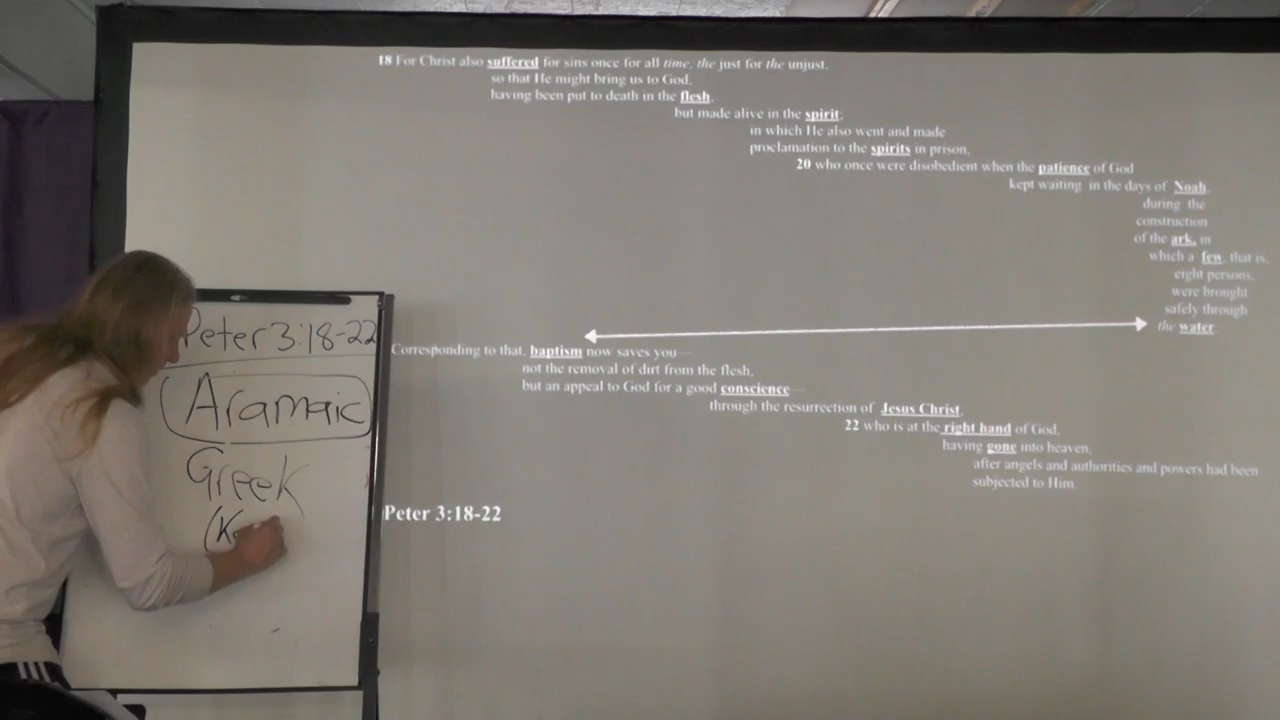 18 For Christ also suffered for sins once for all time, the just for the unjust,
so that He might bring us to God,
having been put to death in the flesh,
but made alive in the spirit;
in which He also went and made
proclamation to the spirits in prison,
20 who once were disobedient when the patience of God
kept waiting in the days of Noah,
during the
construction
of the ark, in
which a few, that is,
eight persons,
were brought
safely through
the water.
Corresponding to that, baptism now saves you—
not the removal of dirt from the flesh,
but an appeal to God for a good conscience—
through the resurrection of Jesus Christ,
22 who is at the right hand of God,
having gone into heaven,
after angels and authorities and powers had been
subjected to Him.
Peter 3:18-22
Peter 3:18-22
Aramaic
Greek